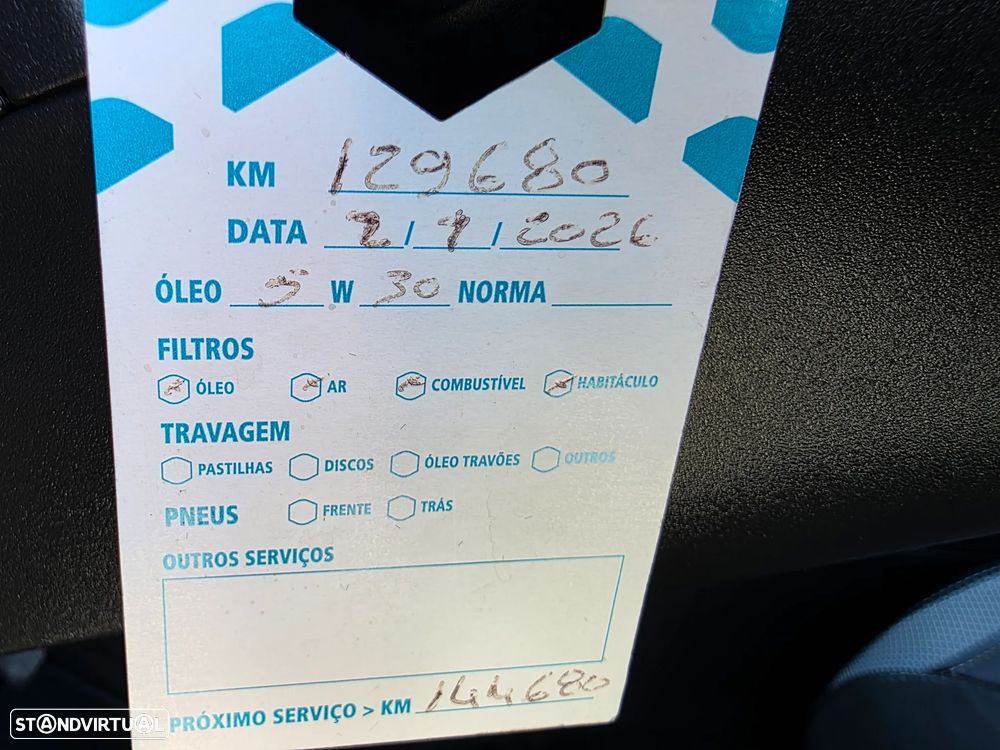 KM 129680
DATA 2/1/2026
ÓLEO 5 W 30 NORMA
FILTROS
ÓLEO AR COMBUSTÍVEL HABITÁCULO
TRAVAGEM
PASTILHAS DISCOS ÓLEO TRAVÕES OUTROS
PNEUS FRENTE TRÁS
OUTROS SERVIÇOS
PRÓXIMO SERVIÇO > KM 144680
STANDVIRTUAL